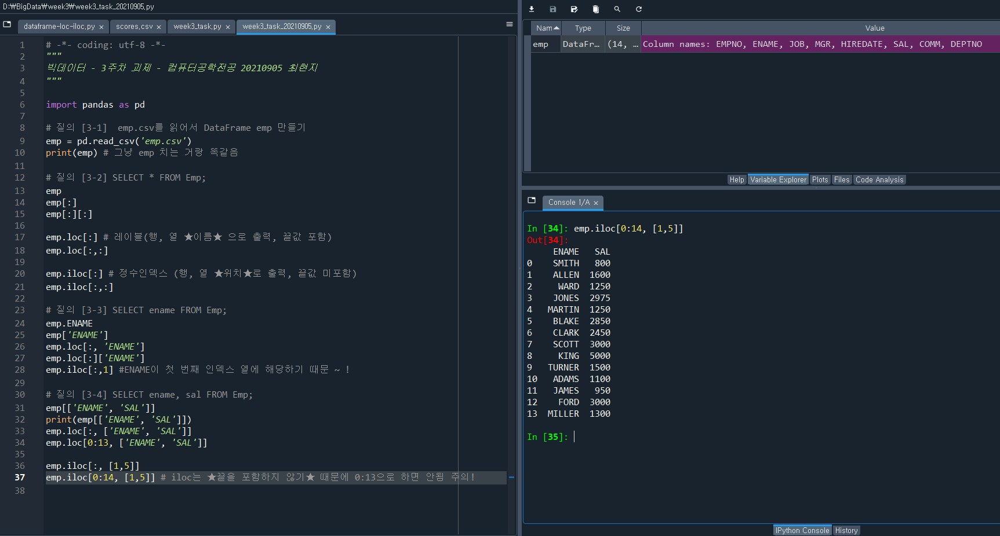 D:₩BigData₩week3₩week3_task_20210905.py
dataframe-loc-iloc.py ×
scores.csv ×
week3_task.py ×
week3_task_20210905.py ×
1 # -*- coding: utf-8 -*-
2 """
3 빅데이터 - 3주차 과제 - 컴퓨터공학전공 20210905 최현지
4 """
5
6 import pandas as pd
7
8 # 질의 [3-1]  emp.csv를 읽어서 DataFrame emp 만들기
9 emp = pd.read_csv('emp.csv')
10 print(emp) # 그냥 emp 치는 거랑 똑같음
11
12 # 질의 [3-2] SELECT * FROM Emp;
13 emp
14 emp[:]
15 emp[:][:]
16
17 emp.loc[:] # 레이블(행, 열 ★이름★ 으로 출력, 끝값 포함)
18 emp.loc[:,:]
19
20 emp.iloc[:] # 정수인덱스 (행, 열 ★위치★로 출력, 끝값 미포함)
21 emp.iloc[:,:]
22
23 # 질의 [3-3] SELECT ename FROM Emp;
24 emp.ENAME
25 emp['ENAME']
26 emp.loc[:, 'ENAME']
27 emp.loc[:]['ENAME']
28 emp.iloc[:,1] #ENAME이 첫 번째 인덱스 열에 해당하기 때문 ~ !
29
30 # 질의 [3-4] SELECT ename, sal FROM Emp;
31 emp[['ENAME', 'SAL']]
32 print(emp[['ENAME', 'SAL']])
33 emp.loc[:, ['ENAME', 'SAL']]
34 emp.loc[0:13, ['ENAME', 'SAL']]
35
36 emp.iloc[:, [1,5]]
37 emp.iloc[0:14, [1,5]] # iloc는 ★끝을 포함하지 않기★ 때문에 0:13으로 하면 안됨 주의!
38
Nam Type Size Value
emp DataFr… (14, … Column names: EMPNO, ENAME, JOB, MGR, HIREDATE, SAL, COMM, DEPTNO
Help Variable Explorer Plots Files Code Analysis
Console 1/A ×
In [34]: emp.iloc[0:14, [1,5]]
Out[34]:
ENAME SAL
0 SMITH 800
1 ALLEN 1600
2 WARD 1250
3 JONES 2975
4 MARTIN 1250
5 BLAKE 2850
6 CLARK 2450
7 SCOTT 3000
8 KING 5000
9 TURNER 1500
10 ADAMS 1100
11 JAMES 950
12 FORD 3000
13 MILLER 1300
In [35]:
IPython Console History